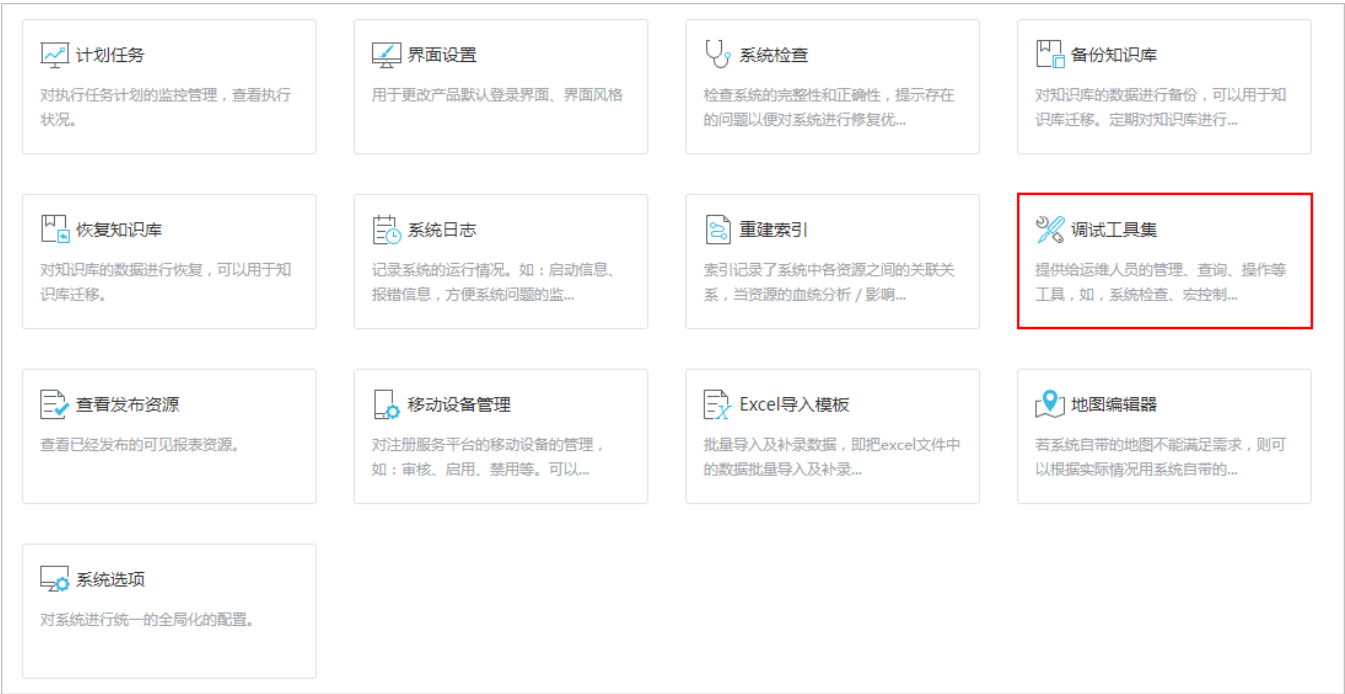 计划任务
对执行任务计划的监控管理，查看执行
状况。
界面设置
用于更改产品默认登录界面、界面风格
系统检查
检查系统的完整性和正确性，提示存在
的问题以便对系统进行修复优...
备份知识库
对知识库的数据进行备份，可以用于知
识库迁移。定期对知识库进行...
恢复知识库
对知识库的数据进行恢复，可以用于知
识库迁移。
系统日志
记录系统的运行情况。如：启动信息、
报错信息，方便系统问题的监...
重建索引
索引记录了系统中各资源之间的关联关
系，当资源的血统分析 / 影响...
调试工具集
提供给运维人员的管理、查询、操作等
工具，如，系统检查、宏控制...
查看发布资源
查看已经发布的可见报表资源。
移动设备管理
对注册服务平台的移动设备的管理，
如：审核、启用、禁用等。可以...
Excel导入模板
批量导入及补录数据，即把excel文件中
的数据批量导入及补录...
地图编辑器
若系统自带的地图不能满足需求，则可
以根据实际情况用系统自带的...
系统选项
对系统进行统一的全局化的配置。